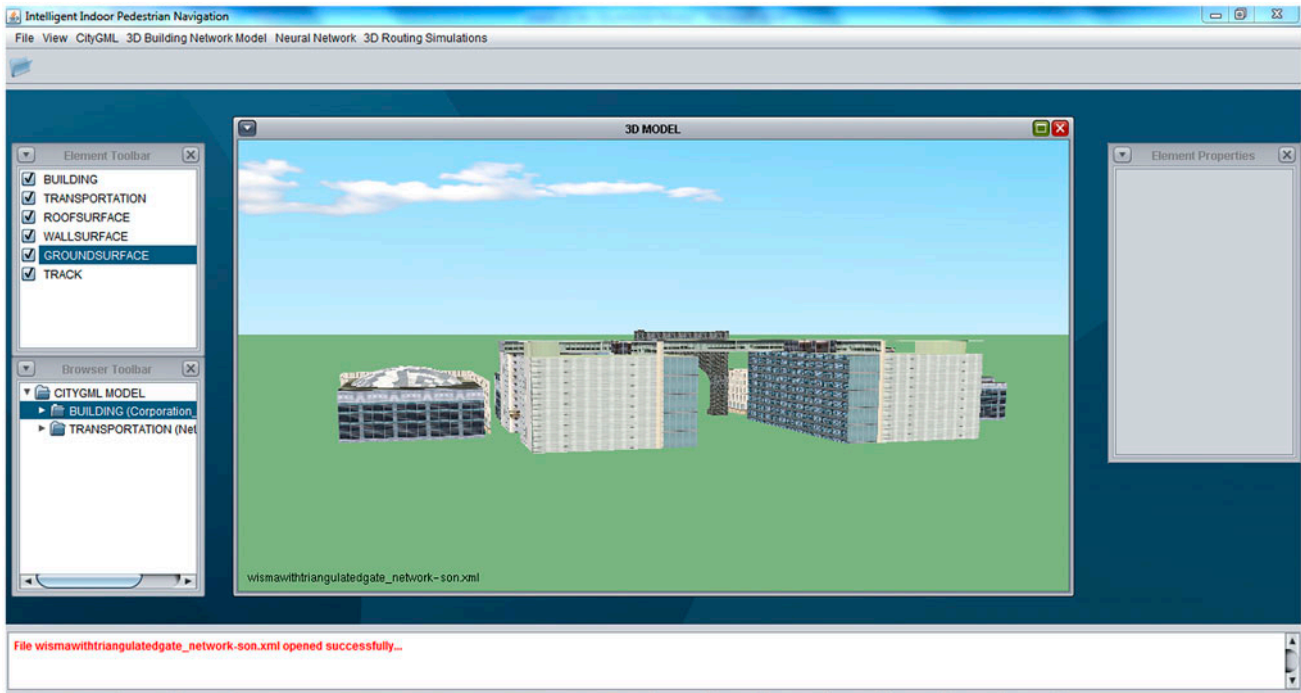 Intelligent Indoor Pedestrian Navigation
File View CityGML 3D Building Network Model Neural Network 3D Routing Simulations
3D MODEL
Element Toolbar
BUILDING
TRANSPORTATION
ROOFSURFACE
WALLSURFACE
GROUNDSURFACE
TRACK
Browser Toolbar
CITYGML MODEL
BUILDING (Corporation_
TRANSPORTATION (Net
wismawithtriangulatedgate_network-son.xml
Element Properties
File wismawithtriangulatedgate_network-son.xml opened successfully...